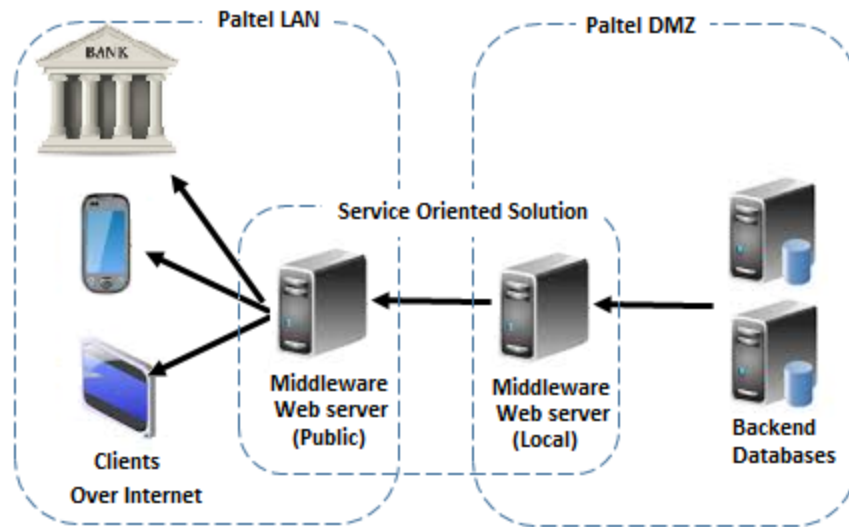 Paltel LAN
Paltel DMZ
BANK
Service Oriented Solution
Middleware
Web server
(Public)
Middleware
Web server
(Local)
Backend
Databases
Clients
Over Internet